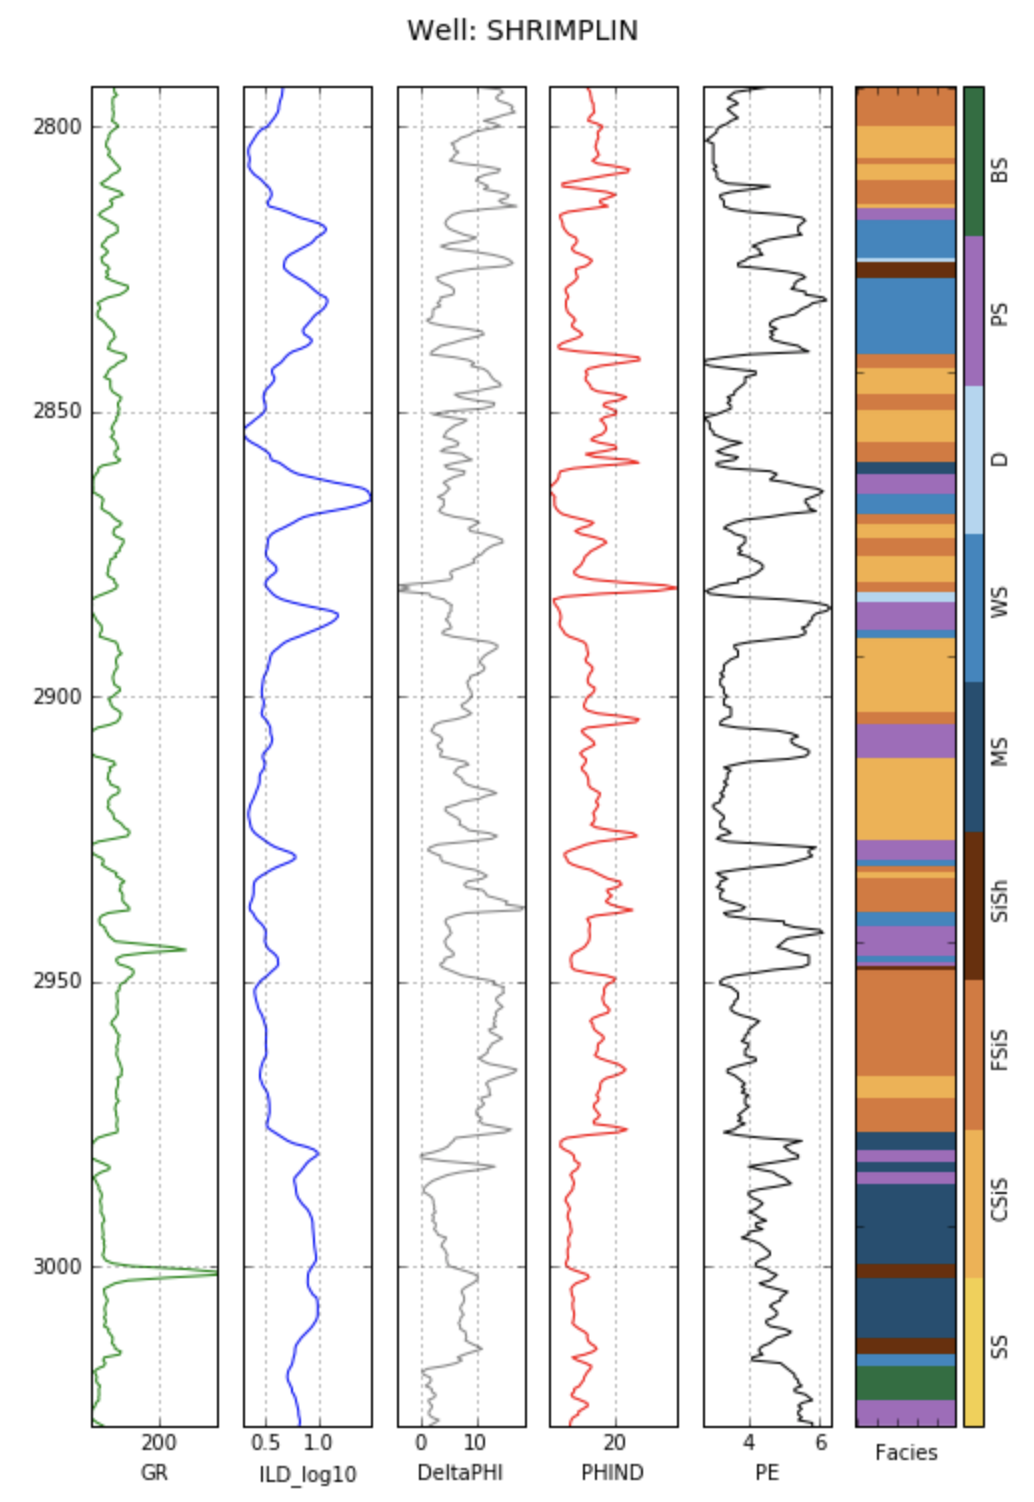 Well: SHRIMPLIN
2800
2850
2900
2950
3000
200
0.5 1.0
0 10
20
4 6
GR
ILD_log10
DeltaPHI
PHIND
PE
Facies
BS
PS
D
WS
MS
SiSh
FSiS
CSiS
SS